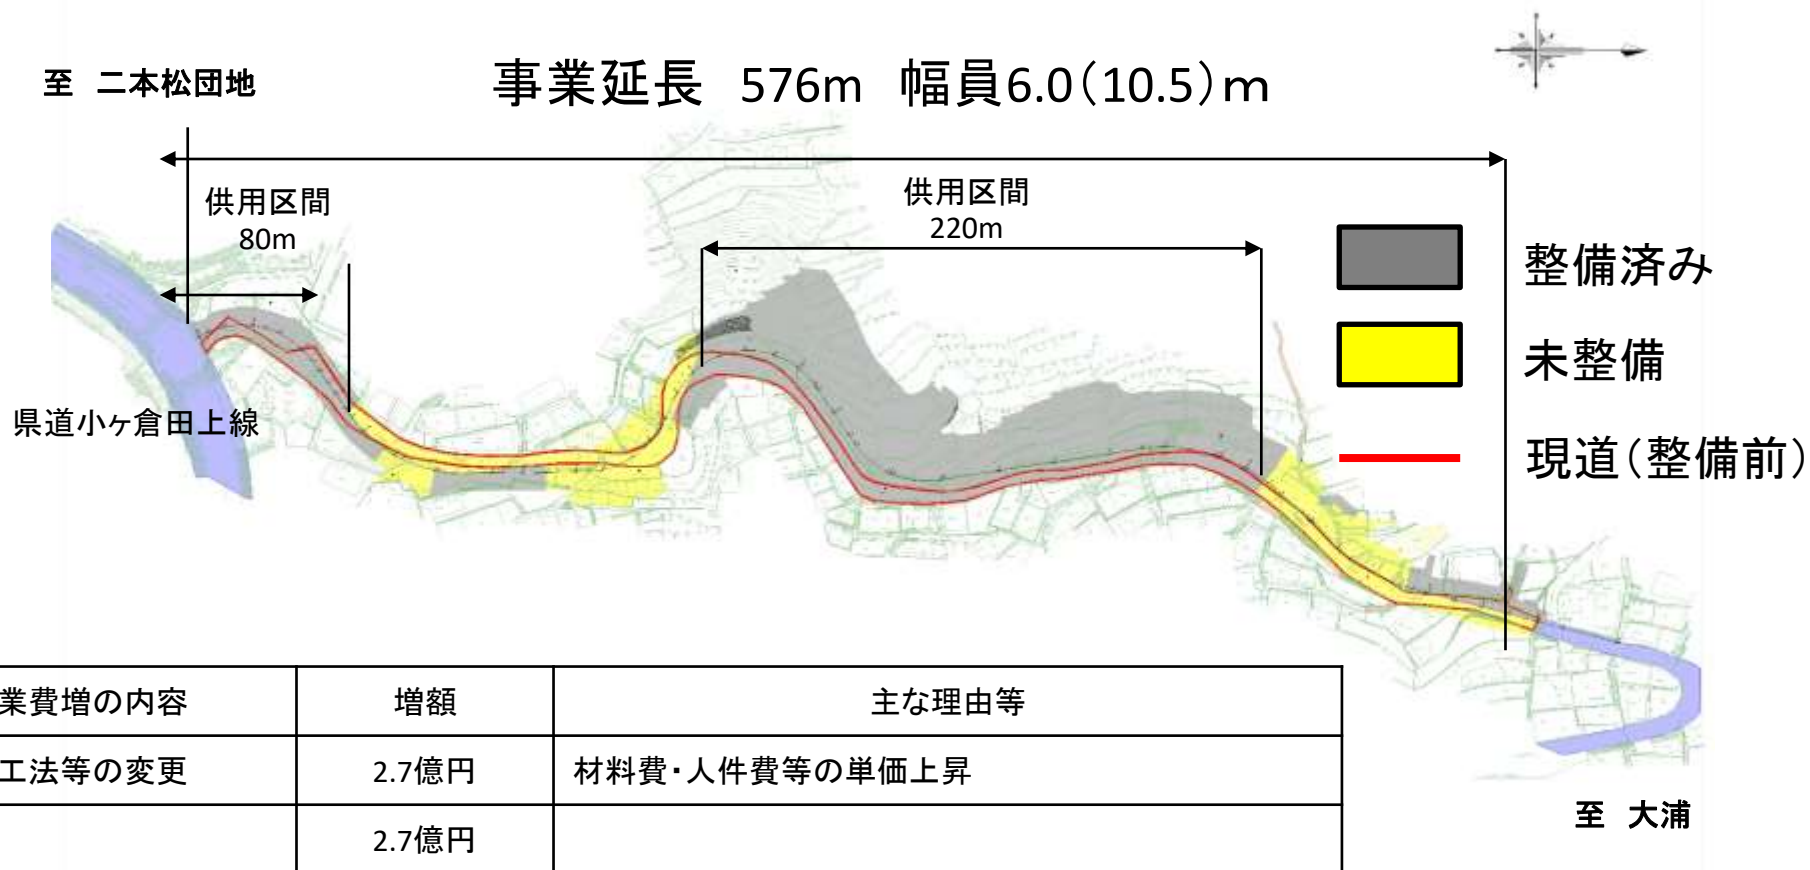 至 二本松団地
事業延長 576m 幅員6.0(10.5)m
供用区間
80m
供用区間
220m
整備済み
未整備
現道(整備前)
県道小ヶ倉田上線
業費増の内容 増額 主な理由等
工法等の変更 2.7億円 材料費・人件費等の単価上昇
2.7億円
至 大浦